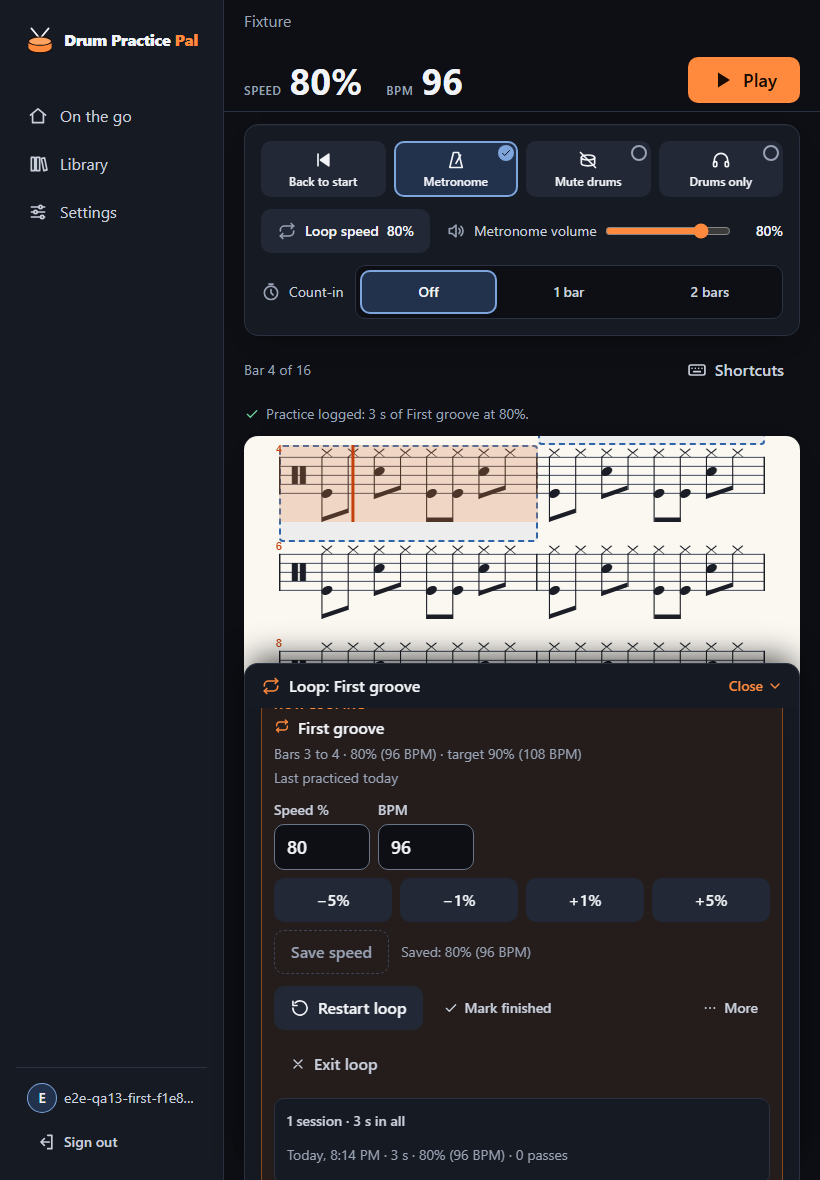 Drum Practice Pal
On the go
Library
Settings
E
e2e-qa13-first-f1e8...
Sign out
Fixture
SPEED 80% BPM 96
Play
Back to start
Metronome
Mute drums
Drums only
Loop speed 80%
Metronome volume
80%
Count-in
Off
1 bar
2 bars
Bar 4 of 16
Shortcuts
Practice logged: 3 s of First groove at 80%.
4
6
8
Loop: First groove
Close
First groove
Bars 3 to 4 · 80% (96 BPM) · target 90% (108 BPM)
Last practiced today
Speed % BPM
80 96
−5% −1% +1% +5%
Save speed
Saved: 80% (96 BPM)
Restart loop
Mark finished
··· More
Exit loop
1 session · 3 s in all
Today, 8:14 PM · 3 s · 80% (96 BPM) · 0 passes